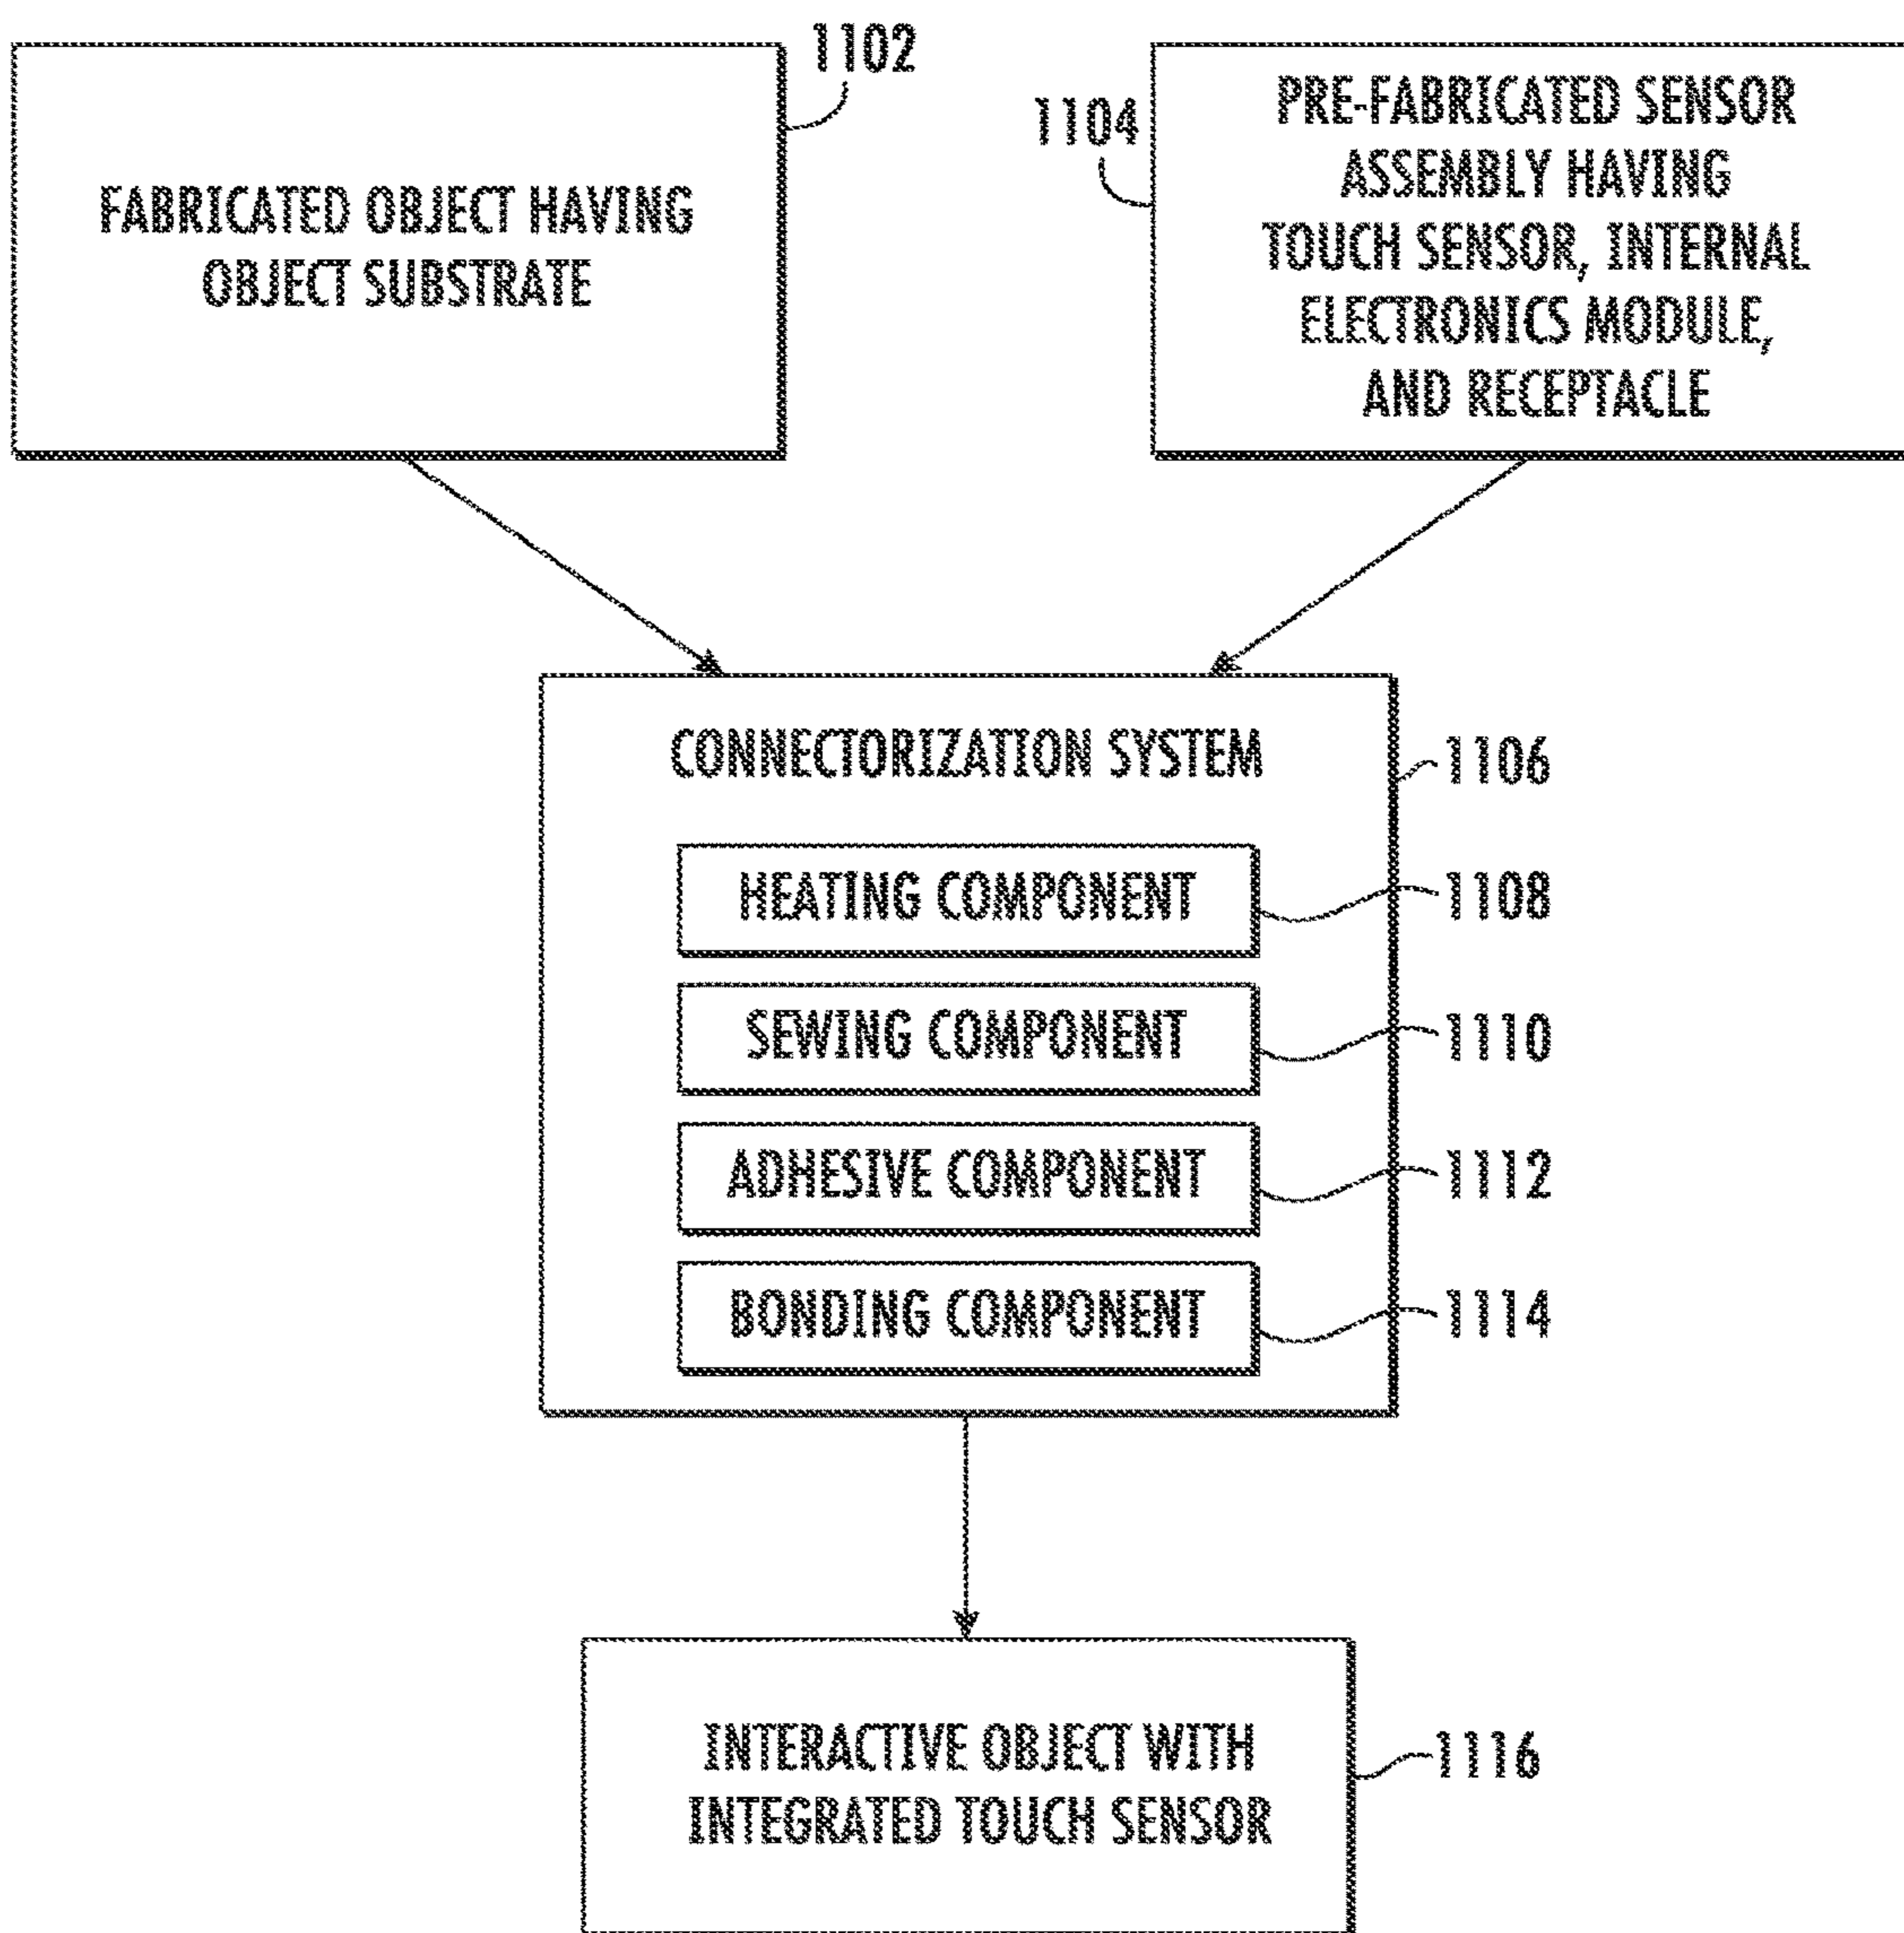 1102
FABRICATED OBJECT HAVING
OBJECT SUBSTRATE
1104
PRE-FABRICATED SENSOR
ASSEMBLY HAVING
TOUCH SENSOR, INTERNAL
ELECTRONICS MODULE,
AND RECEPTACLE
CONNECTORIZATION SYSTEM
1106
HEATING COMPONENT
1108
SEWING COMPONENT
1110
ADHESIVE COMPONENT
1112
BONDING COMPONENT
1114
INTERACTIVE OBJECT WITH
INTEGRATED TOUCH SENSOR
1116